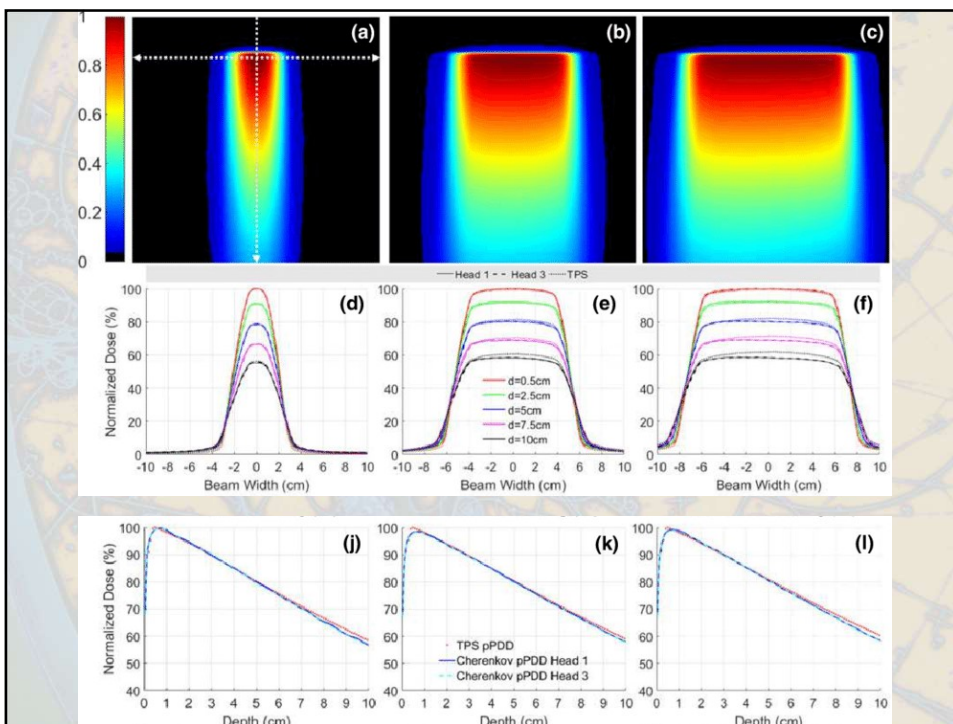 1
0.8
0.6
0.4
0.2
0
(a)
(b)
(c)
Head 1 Head 3 TPS
Normalized Dose (%)
100
80
60
40
20
0
(d)
-10 -8 -6 -4 -2 0 2 4 6 8 10
Beam Width (cm)
(e)
d=0.5cm
d=2.5cm
d=5cm
d=7.5cm
d=10cm
-10 -8 -6 -4 -2 0 2 4 6 8 10
Beam Width (cm)
(f)
-10 -8 -6 -4 -2 0 2 4 6 8 10
Beam Width (cm)
Normalized Dose (%)
100
90
80
70
60
50
40
(j)
0 1 2 3 4 5 6 7 8 9 10
Depth (cm)
(k)
TPS pPDD
Cherenkov pPDD Head 1
Cherenkov pPDD Head 3
0 1 2 3 4 5 6 7 8 9 10
Depth (cm)
(l)
0 1 2 3 4 5 6 7 8 9 10
Depth (cm)